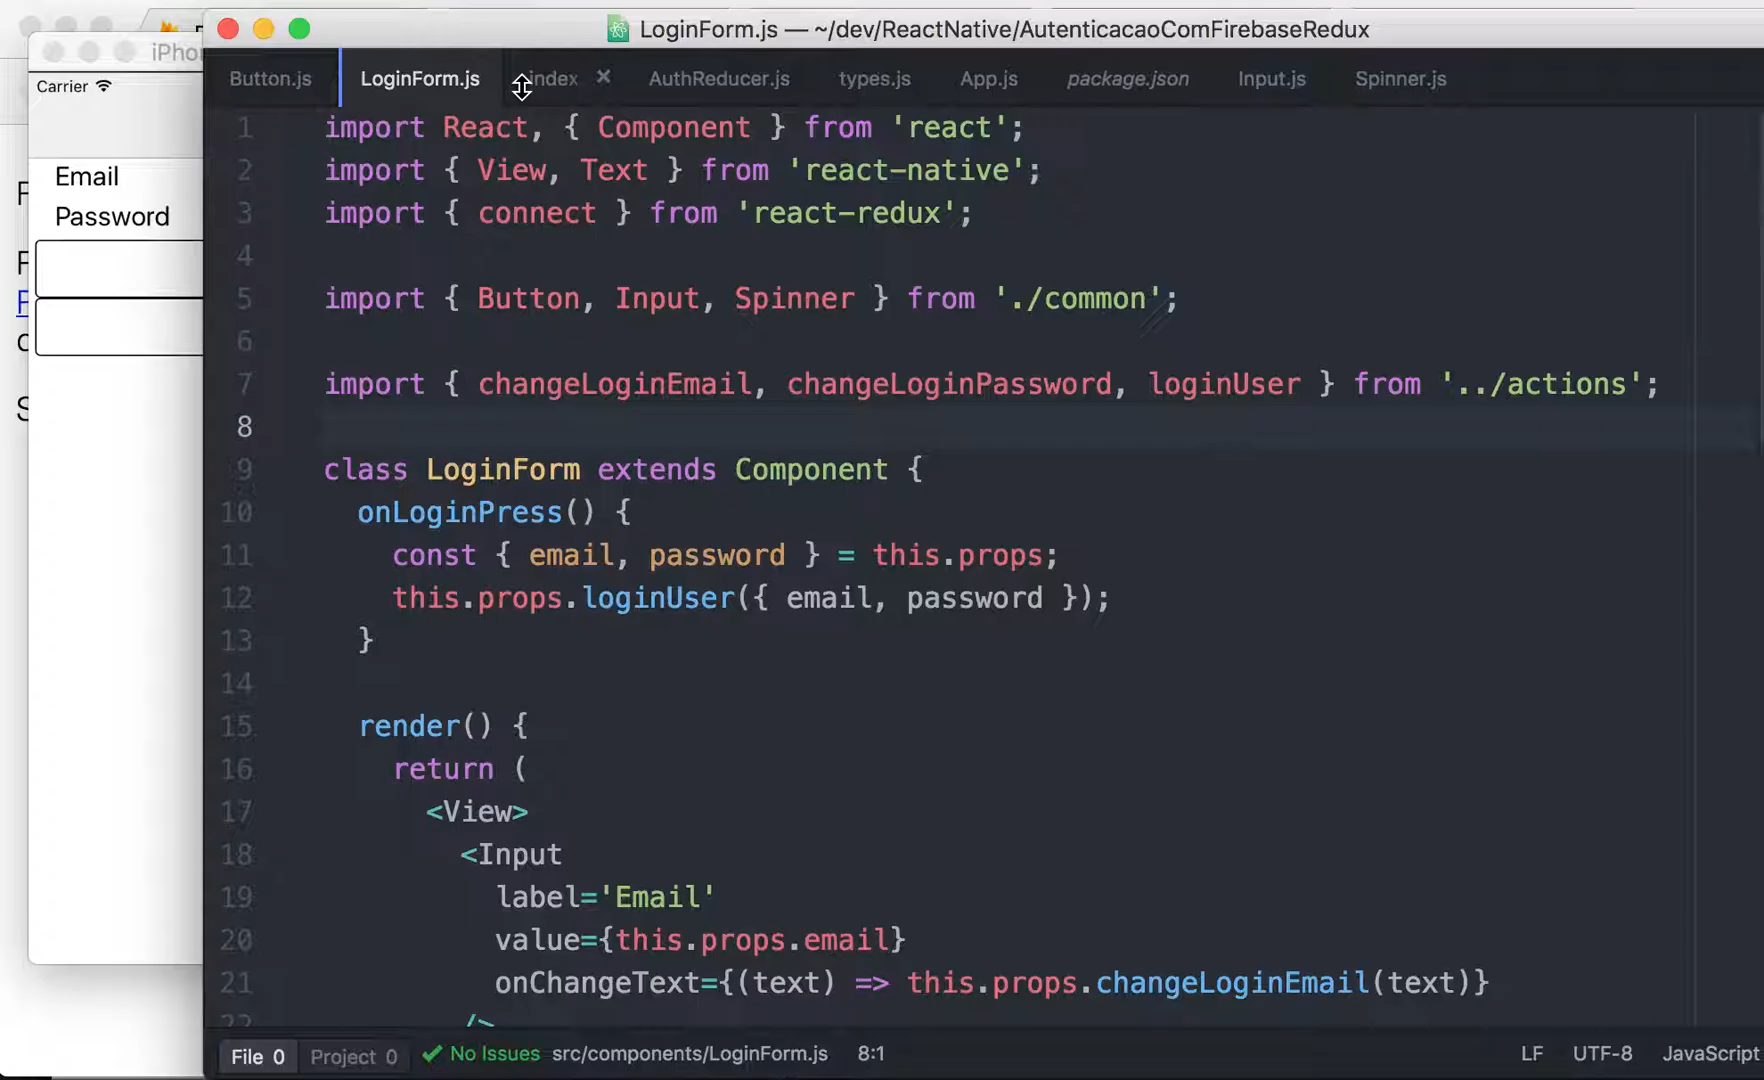 LoginForm.js — ~/dev/ReactNative/AutenticacaoComFirebaseRedux
Button.js
LoginForm.js
index
AuthReducer.js
types.js
App.js
package.json
Input.js
Spinner.js
Carrier
Email
Password
1 import React, { Component } from 'react';
2 import { View, Text } from 'react-native';
3 import { connect } from 'react-redux';
4
5 import { Button, Input, Spinner } from './common';
6
7 import { changeLoginEmail, changeLoginPassword, loginUser } from '../actions';
8
9 class LoginForm extends Component {
10 onLoginPress() {
11 const { email, password } = this.props;
12 this.props.loginUser({ email, password });
13 }
14
15 render() {
16 return (
17 <View>
18 <Input
19 label='Email'
20 value={this.props.email}
21 onChangeText={(text) => this.props.changeLoginEmail(text)}
22 />
File 0
Project 0
No Issues
src/components/LoginForm.js
8:1
LF
UTF-8
JavaScript